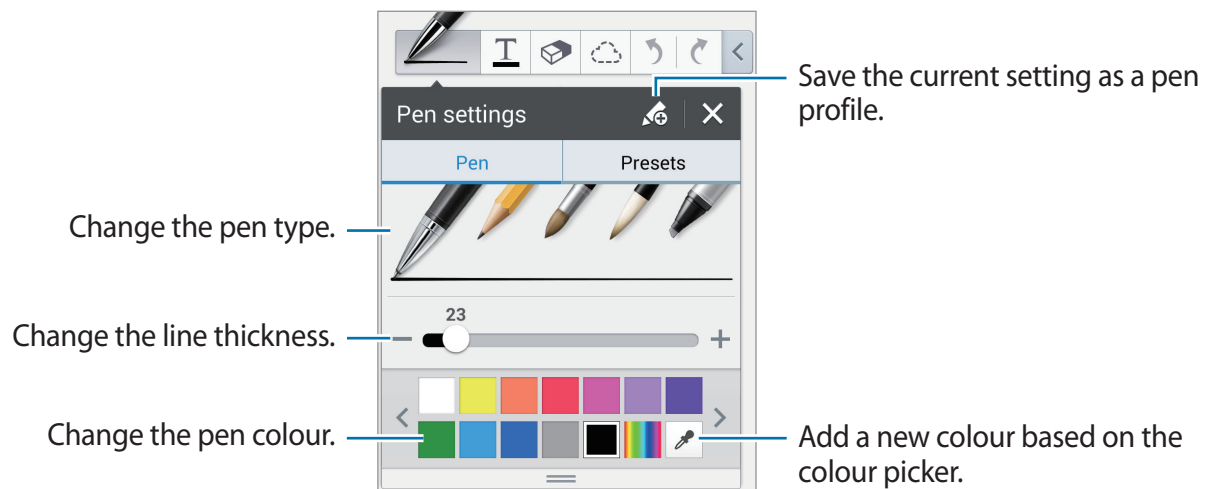 T
Save the current setting as a pen
profile.
Pen settings
Pen
Presets
Change the pen type.
23
Change the line thickness.
Change the pen colour.
Add a new colour based on the
colour picker.